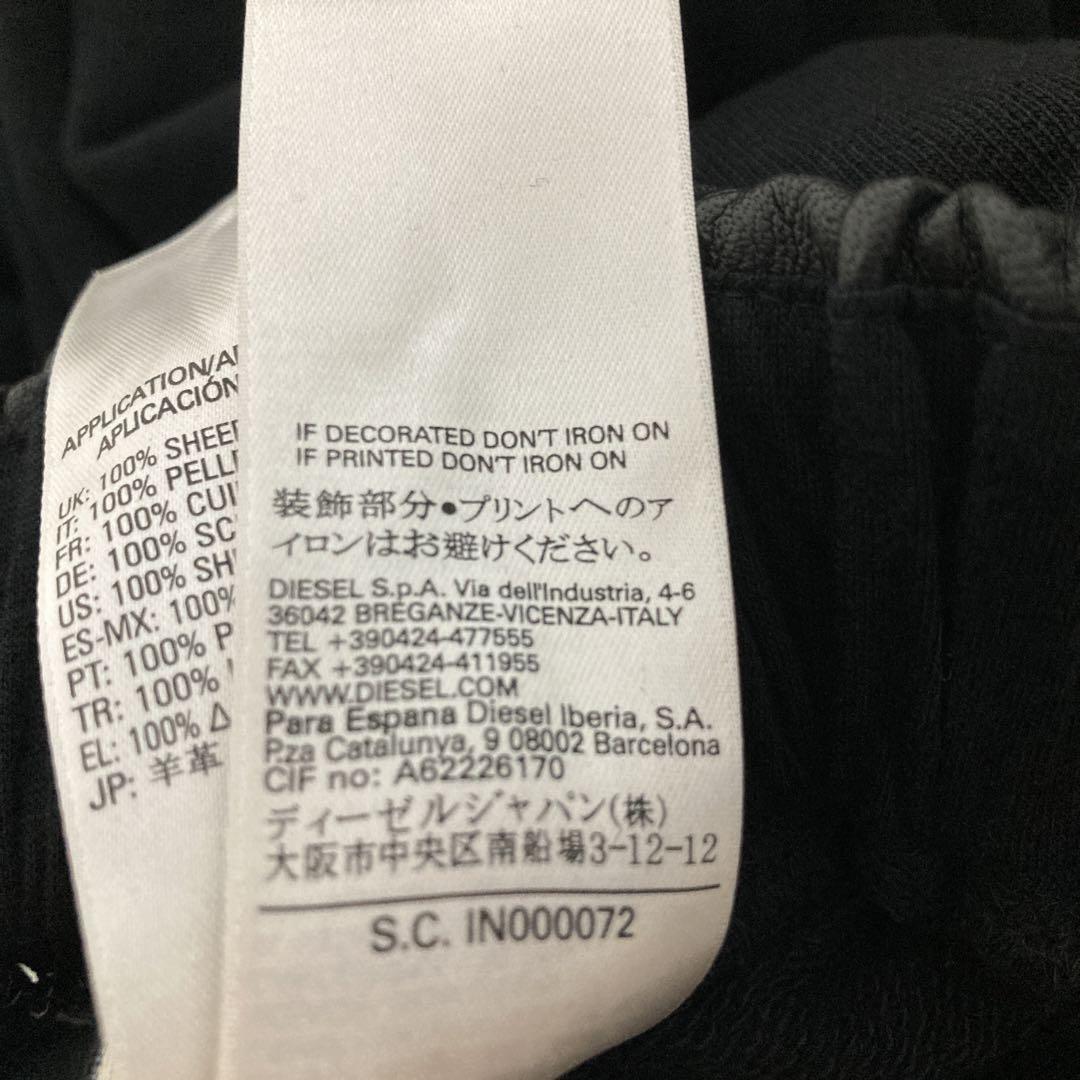 APPLICATION/
APLICACIÓN
UK: 100%
IT: 100%
FR: 100%
DE: 100%
US: 100%
ES-MX: 100%
PT: 100%
TR: 100%
EL: 100%
JP: 羊革
IF DECORATED DON'T IRON ON
IF PRINTED DON'T IRON ON
装飾部分•プリントへのア
イロンはお避けください。
DIESEL S.p.A. Via dell'Industria, 4-6
36042 BREGANZE-VICENZA-ITALY
TEL +390424-477555
FAX +390424-411955
WWW.DIESEL.COM
Para Espana Diesel Iberia, S.A.
P.za Catalunya, 9 08002 Barcelona
CIF no: A62226170
ディーゼルジャパン(株)
大阪市中央区南船場3-12-12
S.C. IN000072